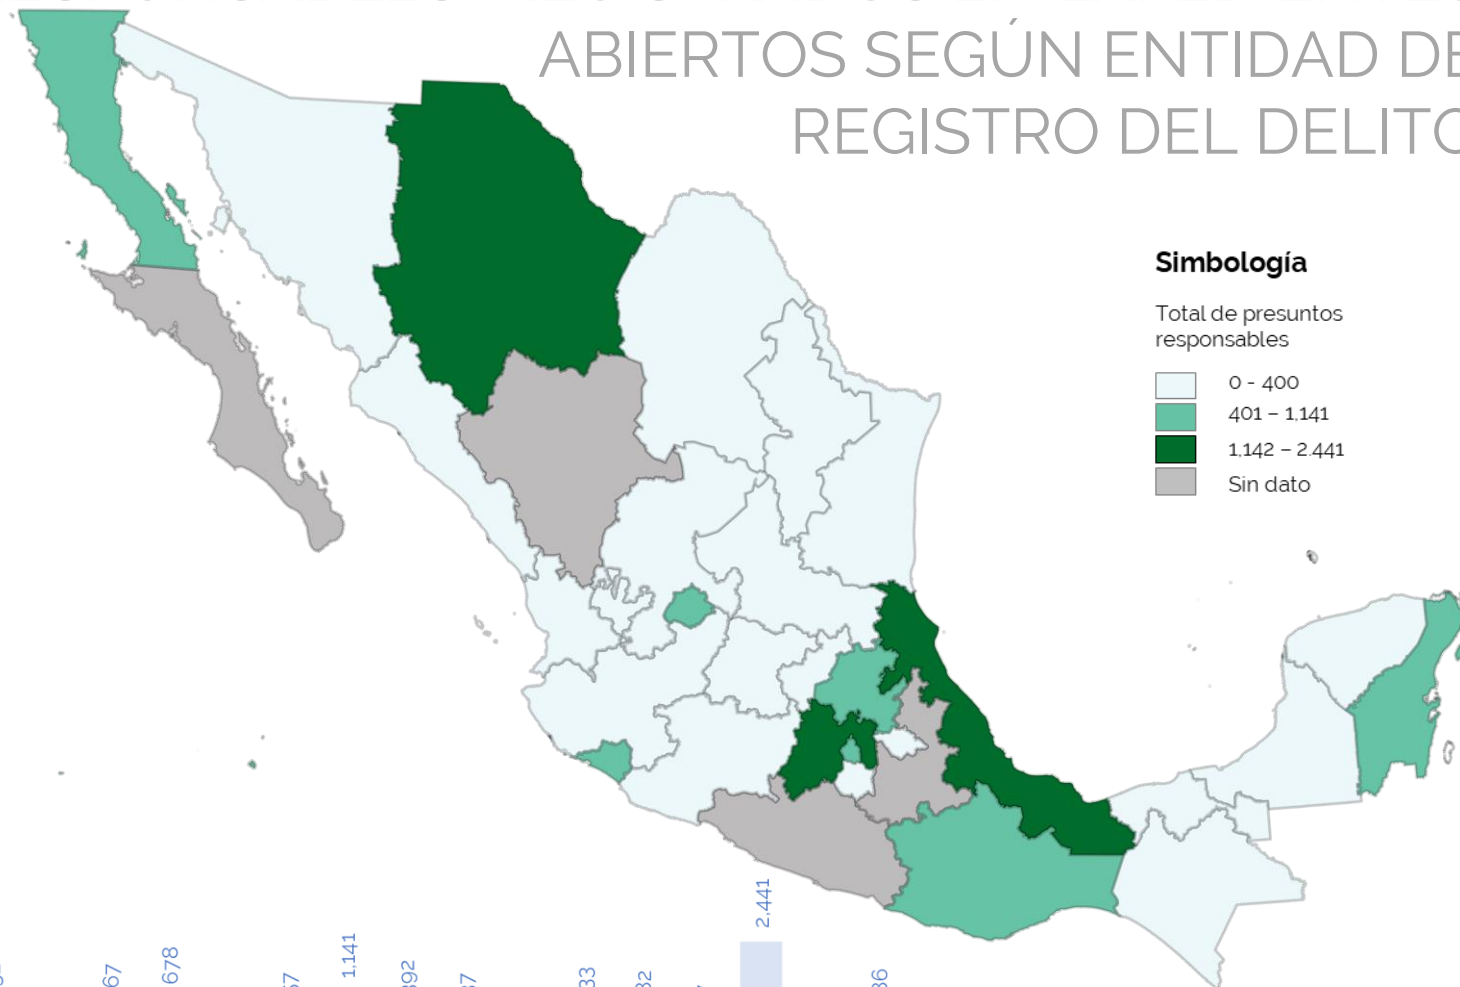 ABIERTOS SEGÚN ENTIDAD DE
REGISTRO DEL DELITO
Simbología
Total de presuntos
responsables
0 - 400
401 – 1,141
1,142 – 2.441
Sin dato
2,441
1,141
678